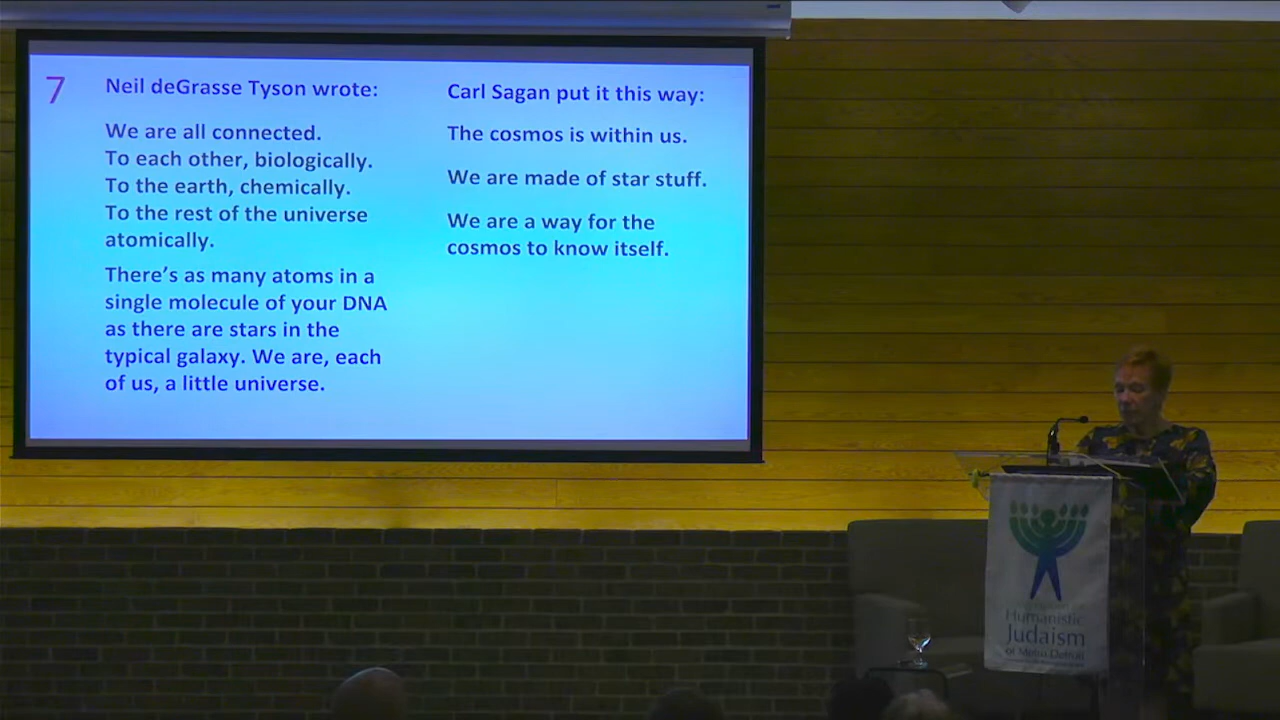 7
Neil deGrasse Tyson wrote:
We are all connected.
To each other, biologically.
To the earth, chemically.
To the rest of the universe
atomically.
There's as many atoms in a
single molecule of your DNA
as there are stars in the
typical galaxy. We are, each
of us, a little universe.
Carl Sagan put it this way:
The cosmos is within us.
We are made of star stuff.
We are a way for the
cosmos to know itself.
Humanistic
Judaism
of Metro Detroit